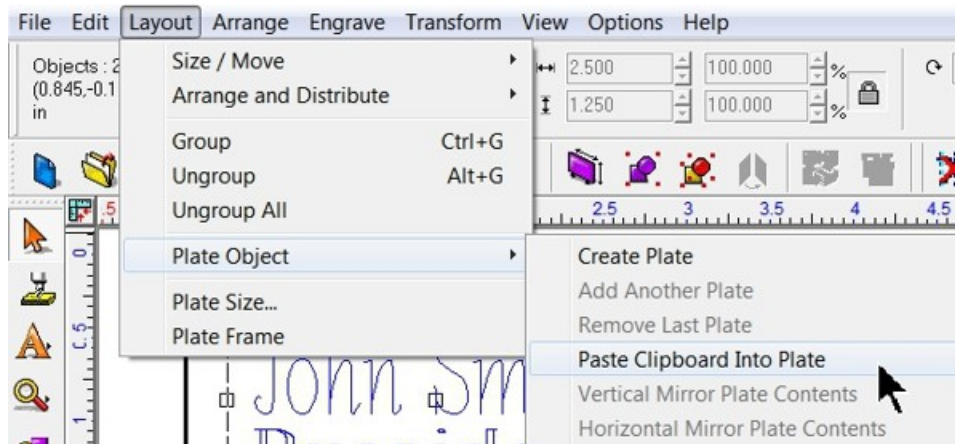 File Edit Layout Arrange Engrave Transform View Options Help
Objects : 2
(0.845,-0.1
in
2.500 100.000 %
1.250 100.000 %
Size / Move
Arrange and Distribute
Group Ctrl+G
Ungroup Alt+G
Ungroup All
Plate Object
Plate Size...
Plate Frame
.5 2.5 3 3.5 4 4.5
0
0.5
1
Create Plate
Add Another Plate
Remove Last Plate
Paste Clipboard Into Plate
Vertical Mirror Plate Contents
Horizontal Mirror Plate Contents
John Sm